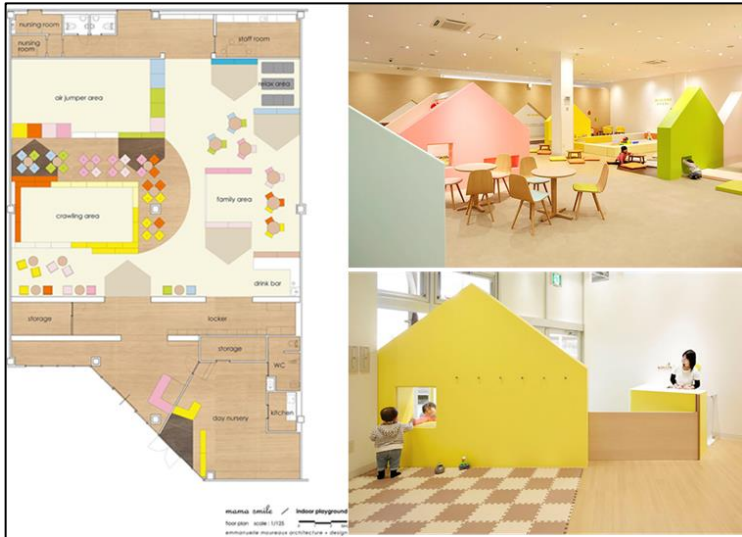 nursing room
nursing
room
staff room
air jumper area
relax area
crawling area
family area
drink bar
storage
locker
storage
WC
kitchen
day nursery
mama smile / indoor playground
floor plan scale : 1/125
emmanuelle moureaux architecture + design